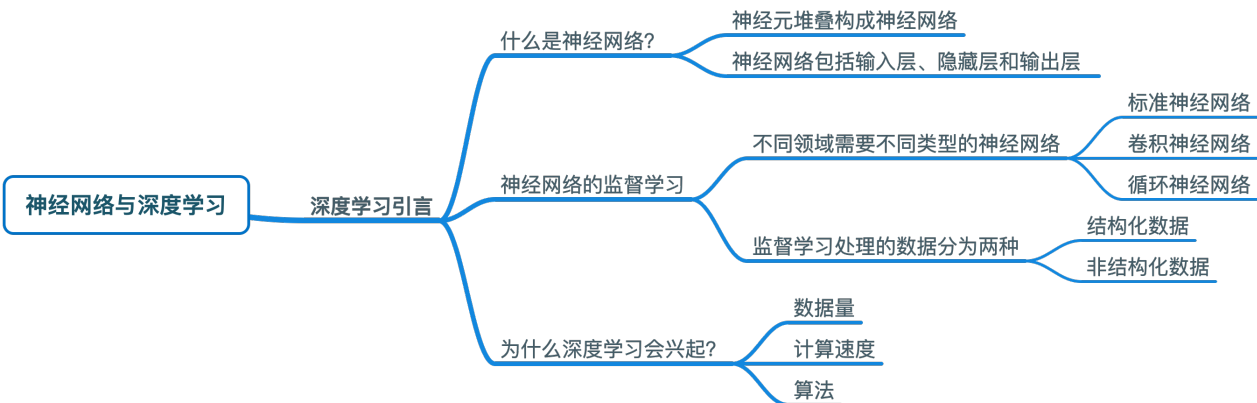 神经网络与深度学习
深度学习引言
什么是神经网络?
神经元堆叠构成神经网络
神经网络包括输入层、隐藏层和输出层
神经网络的监督学习
不同领域需要不同类型的神经网络
标准神经网络
卷积神经网络
循环神经网络
监督学习处理的数据分为两种
结构化数据
非结构化数据
为什么深度学习会兴起?
数据量
计算速度
算法